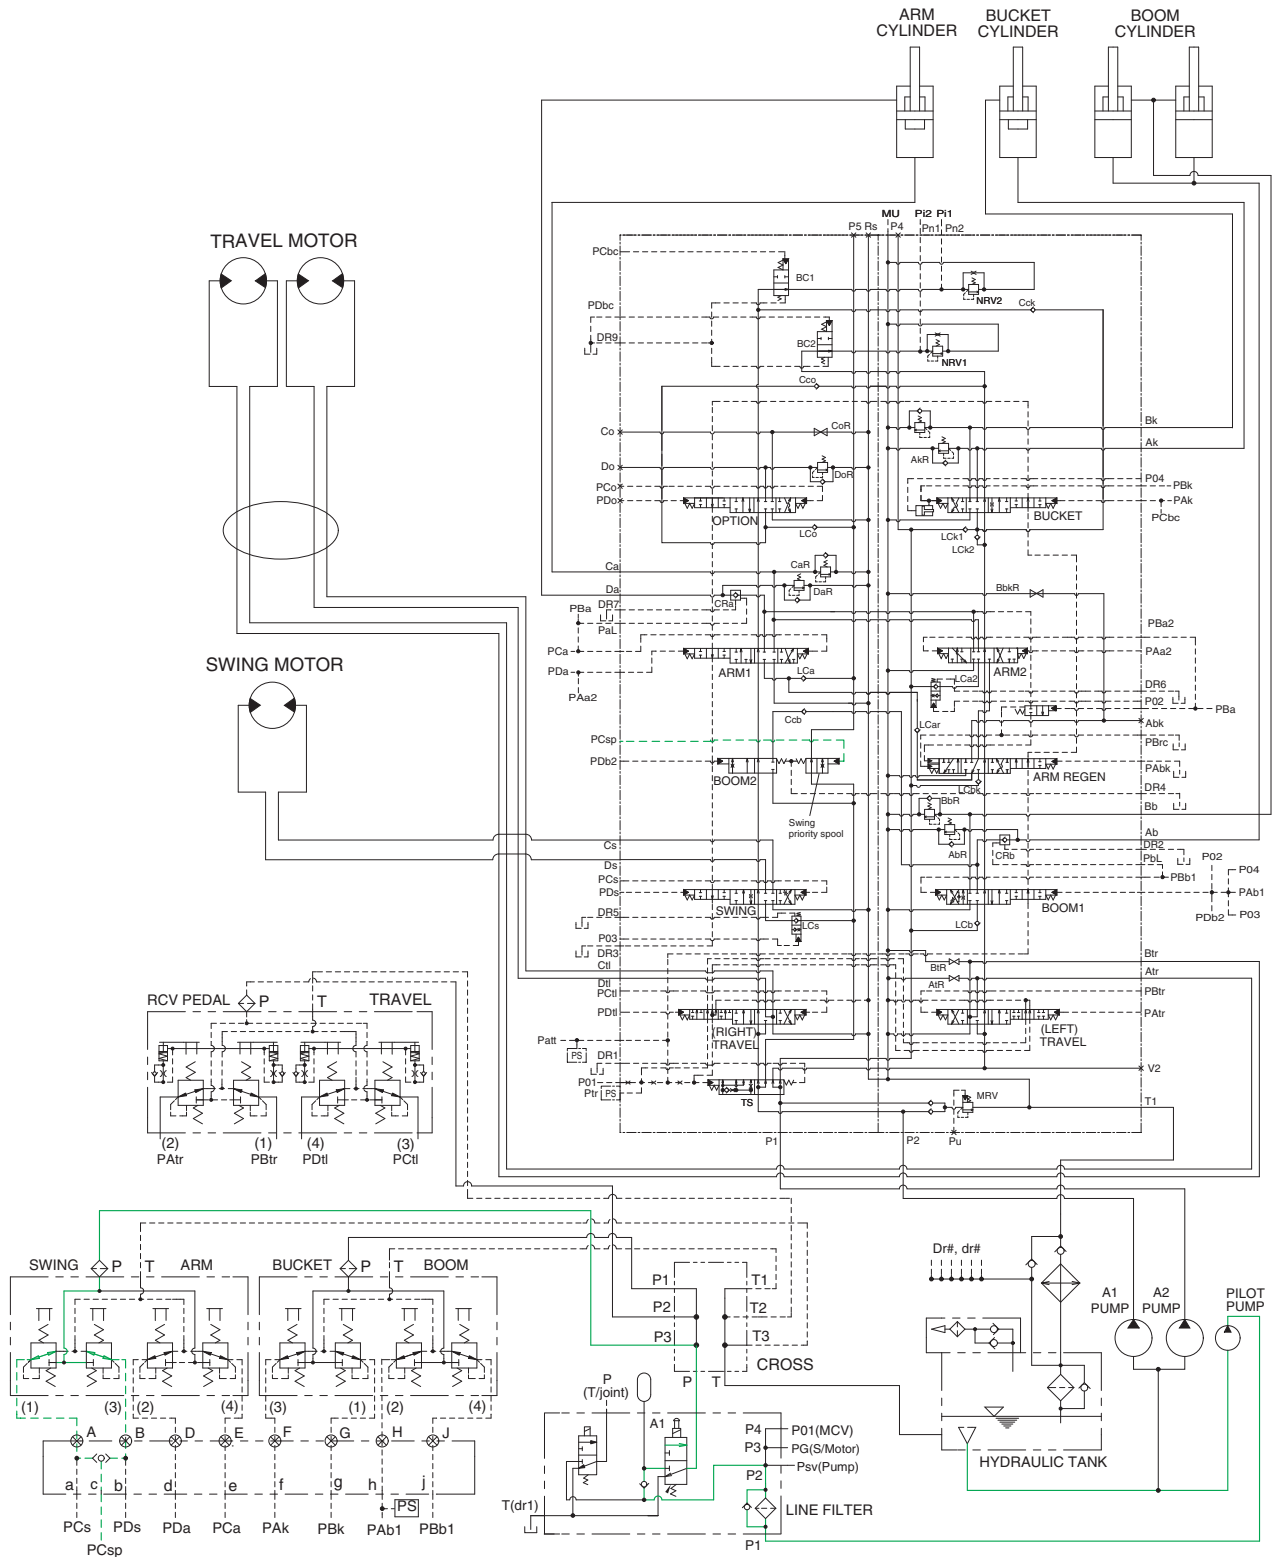 ARM CYLINDER
BUCKET CYLINDER
BOOM CYLINDER
TRAVEL MOTOR
SWING MOTOR
P5 Rs
MU
P4
Pi2 Pi1
Pn1 Pn2
PCbc
BC1
NRV2
Cck
PDbc
DR9
BC2
NRV1
Cco
Co
CoR
Bk
Do
DoR
AkR
Ak
PCo
PDo
OPTION
LCo
P04
PBk
PAk
PCbc
BUCKET
LCk1
LCk2
Ca
CaR
Da
DaR
CRa
BbkR
PBa
DR7
PaL
PCa
PDa
PAa2
ARM1
LCa
PBa2
PAa2
ARM2
LCa2
DR6
P02
PBa
Ccb
LCar
Abk
PCsp
PDb2
BOOM2
Swing
priority spool
PBrc
PAbk
ARM REGEN
LCbk
DR4
BbR
Bb
AbR
CRb
Ab
DR2
PbL
PBb1
P02
P04
PAb1
PDb2
P03
Cs
Ds
PCs
PDs
SWING
BOOM1
DR5
LCs
LCb
P03
DR3
Ctl
BtR
Btr
Dtl
AtR
Atr
PCtl
PBtr
PDtl
PAtr
(RIGHT)
TRAVEL
(LEFT)
TRAVEL
Patt
PS
DR1
P01
Ptr
PS
TS
V2
MRV
T1
P1
P2
Pu
RCV PEDAL
P
T
TRAVEL
(2)
(1)
(4)
(3)
PAtr
PBtr
PDtl
PCtl
SWING
P
T
ARM
BUCKET
P
T
BOOM
(1)
(3)
(2)
(4)
(3)
(1)
(2)
(4)
A
B
D
E
F
G
H
J
a
c
b
d
e
f
g
h
j
PS
PCs
PDs
PDa
PCa
PAk
PBk
PAb1
PBb1
PCsp
P1
P2
P3
T1
T2
T3
CROSS
P
T
P
(T/joint)
A1
P4
P01(MCV)
P3
PG(S/Motor)
Psv(Pump)
P2
LINE FILTER
T(dr1)
P1
Dr#, dr#
A1
PUMP
A2
PUMP
PILOT
PUMP
HYDRAULIC TANK